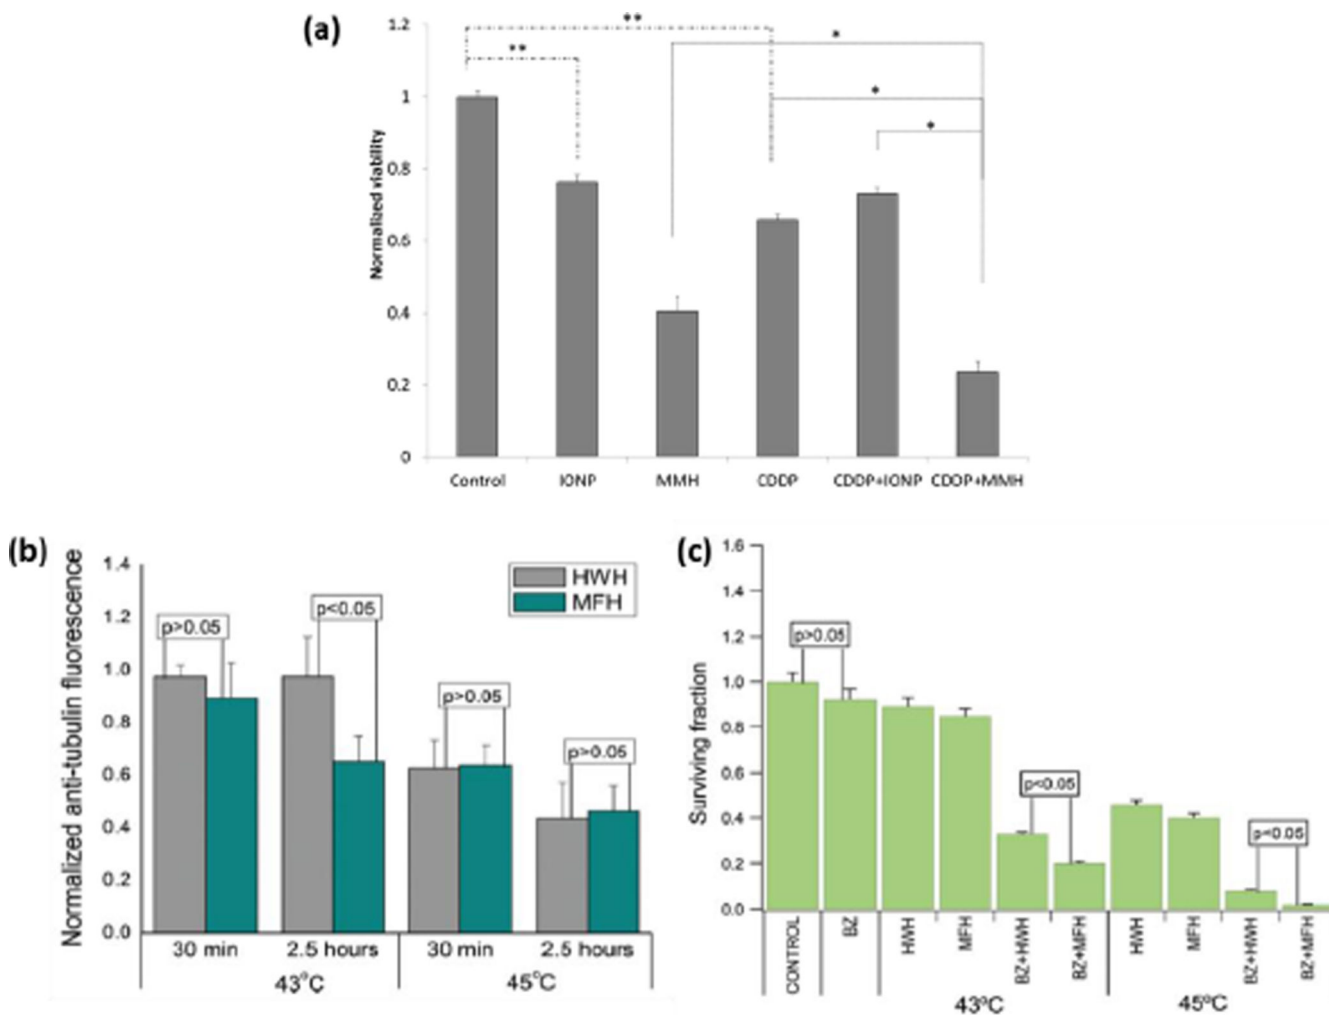 (a)
1.2
1
0.8
0.6
0.4
0.2
0
Normalized viability
**
**
*
*
*
Control IONP MMH CDDP CDDP+IONP CDDP+MMH
(b)
Normalized anti-tubulin fluorescence
1.4
1.2
1.0
0.8
0.6
0.4
0.2
0.0
HWH
MFH
p>0.05
p<0.05
p>0.05
p>0.05
30 min 2.5 hours 30 min 2.5 hours
43°C 45°C
(c)
Surviving fraction
1.6
1.4
1.2
1.0
0.8
0.6
0.4
0.2
0.0
p>0.05
p<0.05
p<0.05
CONTROL BZ HWH MFH BZ+HWH BZ+MFH HWH MFH BZ+HWH BZ+MFH
43ºC 45ºC